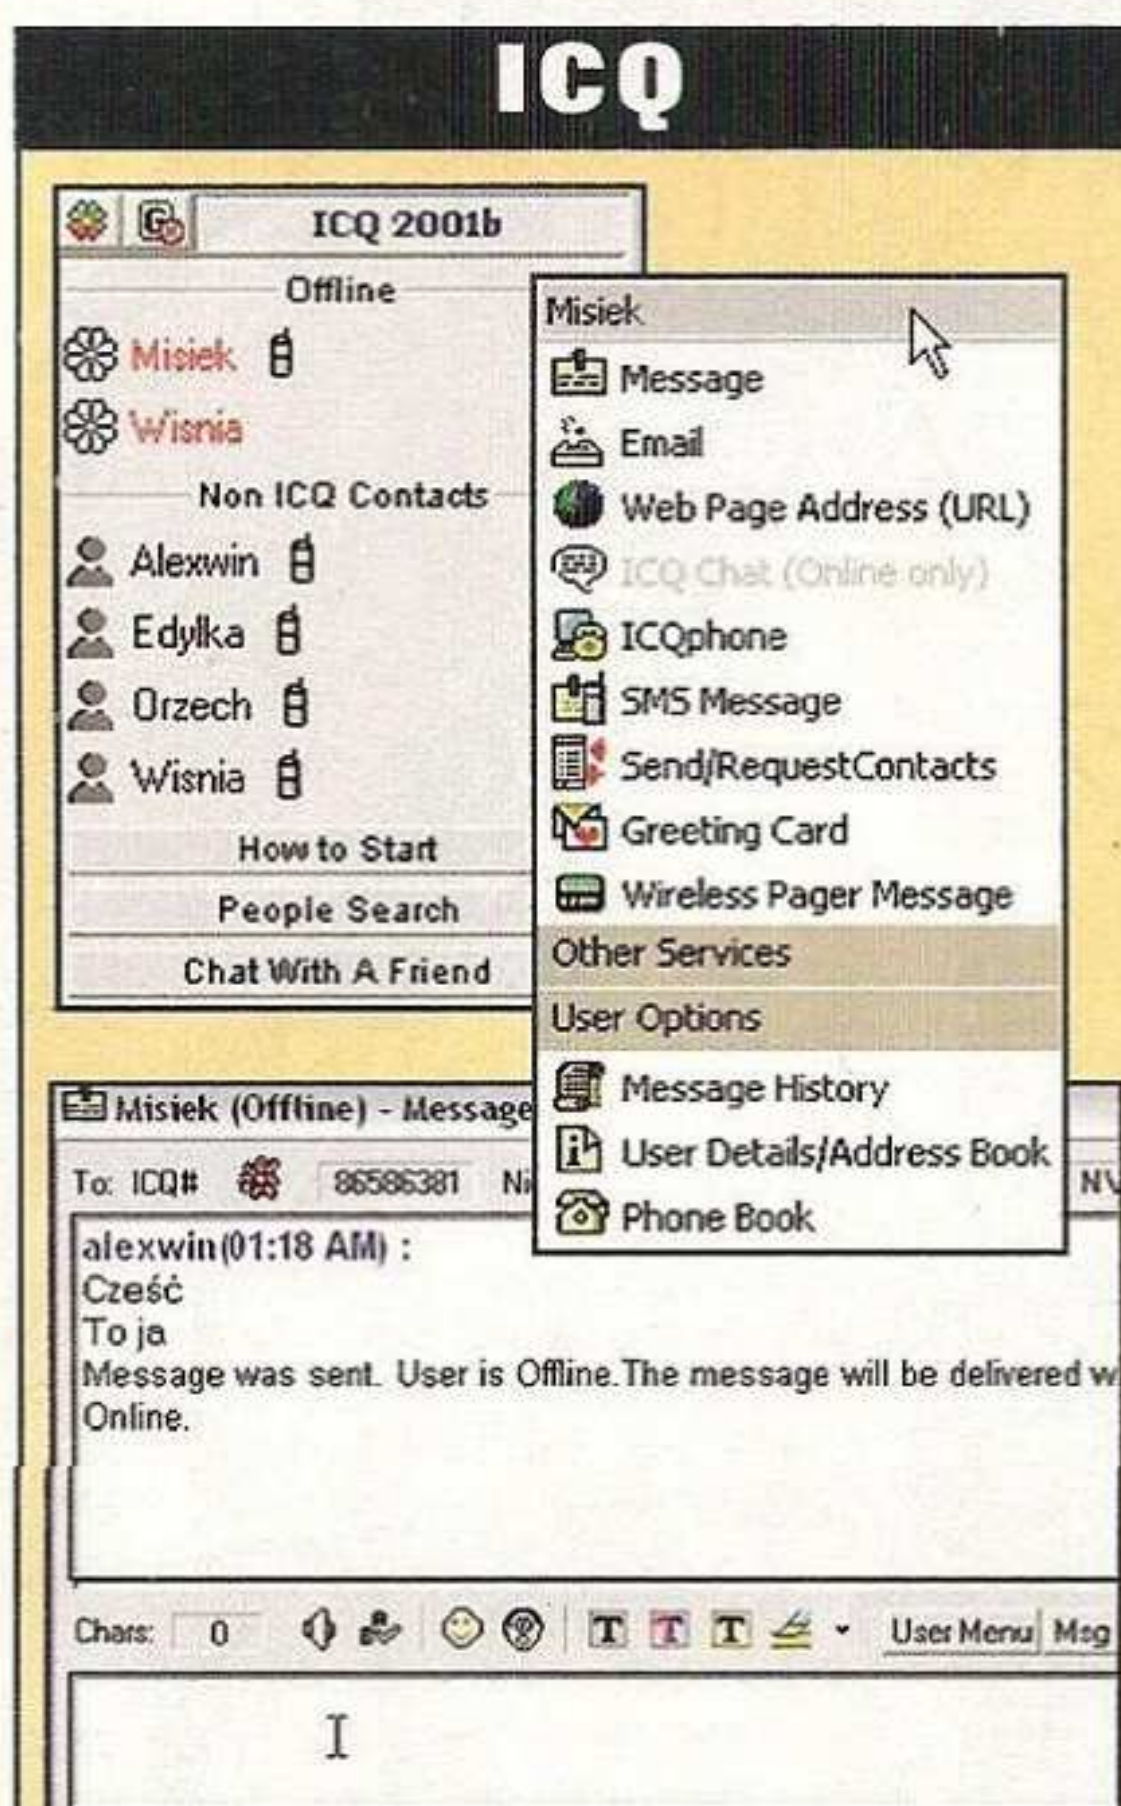 ICQ
ICQ 2001b
Offline
Misiek
Wisnia
Non ICQ Contacts
Alexwin
Edylka
Orzech
Wisnia
How to Start
People Search
Chat With A Friend
Misiek
Message
Email
Web Page Address (URL)
ICQ Chat (Online only)
ICQphone
SMS Message
Send/RequestContacts
Greeting Card
Wireless Pager Message
Other Services
User Options
Message History
User Details/Address Book
Phone Book
Misiek (Offline) - Message
To: ICQ# 86586381
alexwin(01:18 AM) :
Cześć
To ja
Message was sent. User is Offline.The message will be delivered
Online.
Chars: 0 T T T User Menu Msg